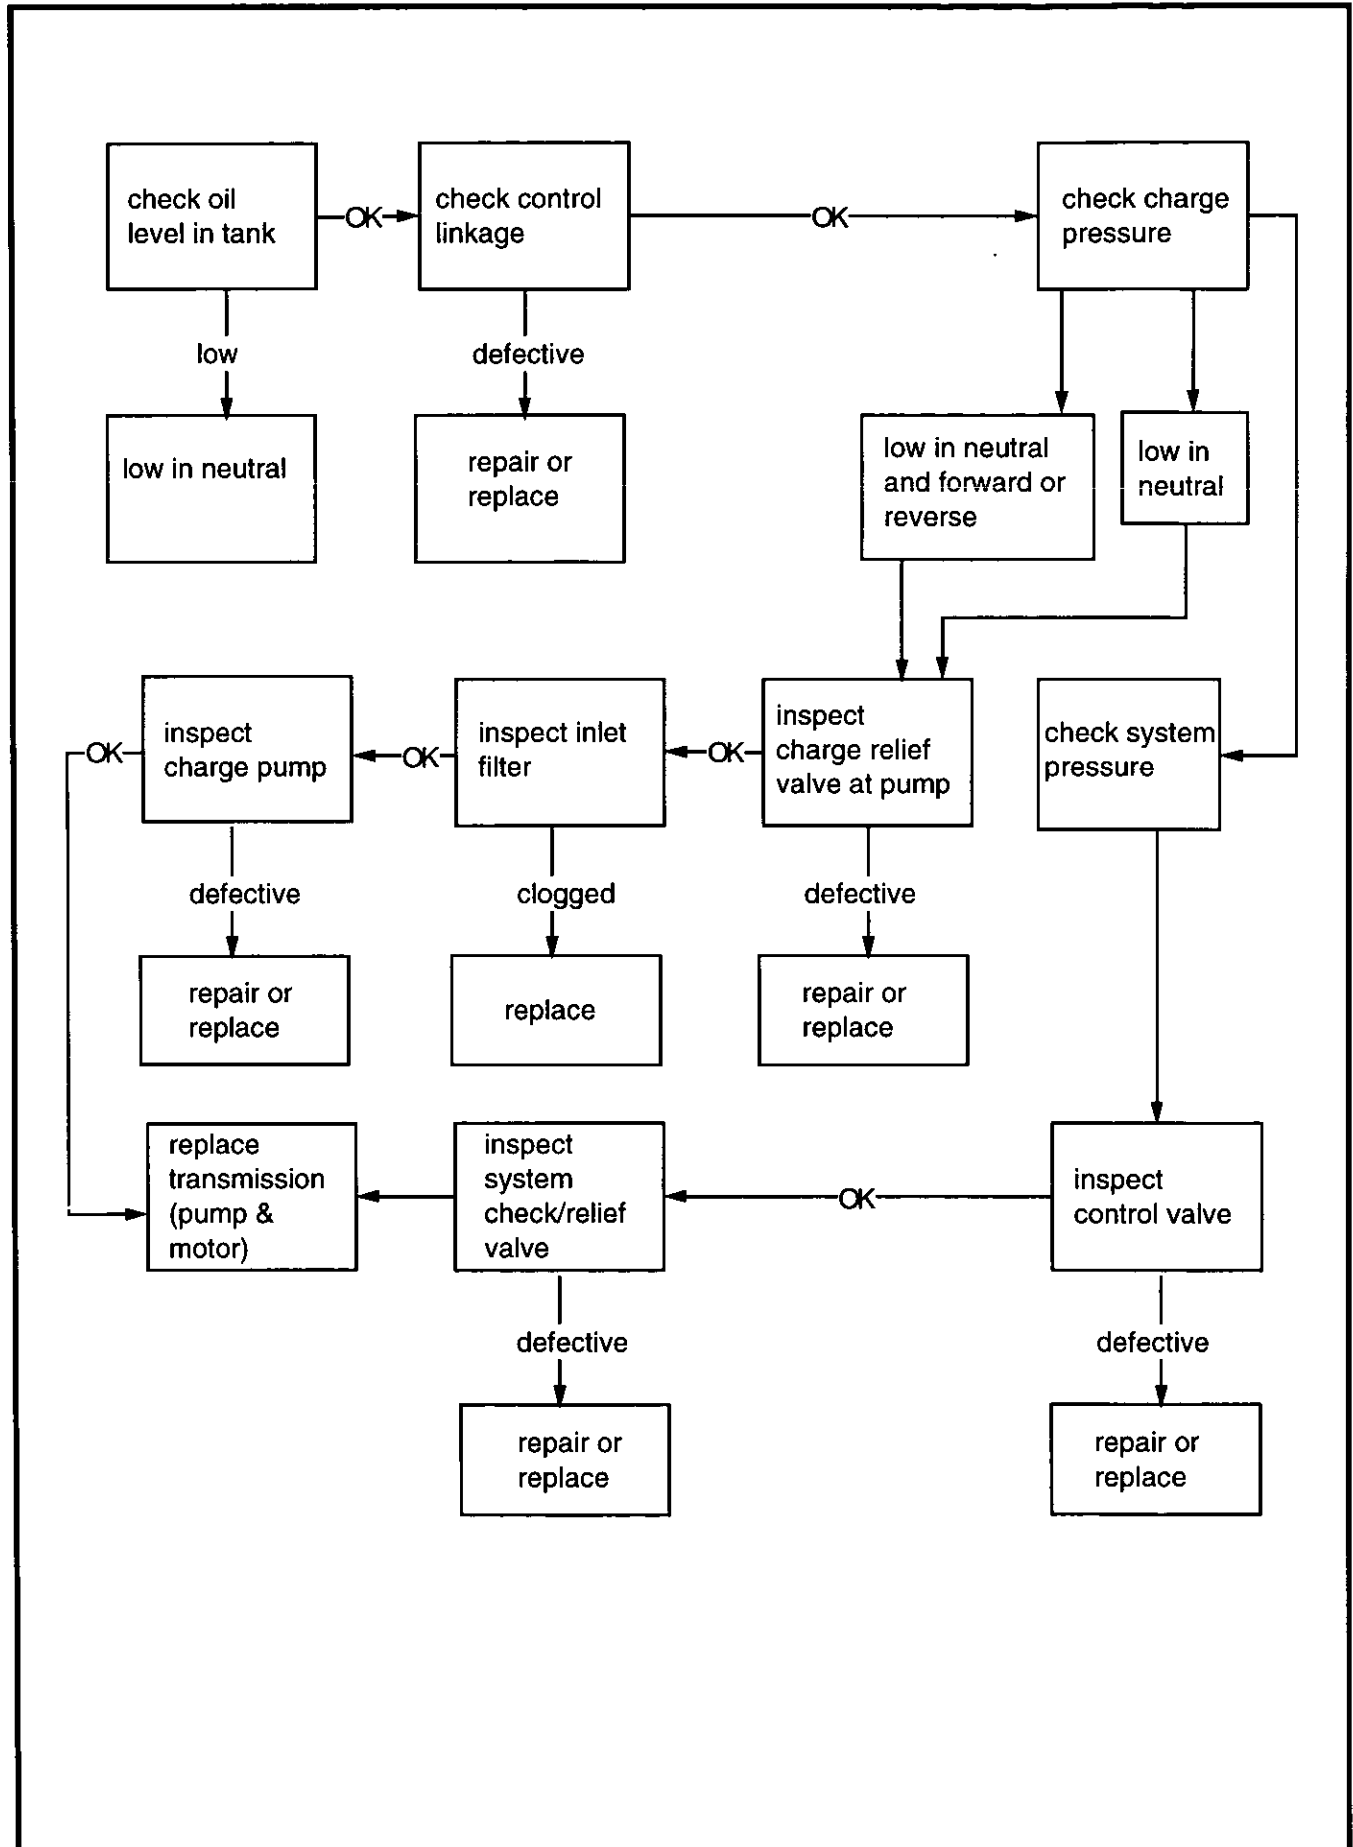 check oil
level in tank
OK
check control
linkage
OK
check charge
pressure
low
defective
low in neutral
repair or
replace
low in neutral
and forward or
reverse
low in
neutral
OK
inspect
charge pump
OK
inspect inlet
filter
OK
inspect
charge relief
valve at pump
check system
pressure
defective
clogged
defective
repair or
replace
replace
repair or
replace
replace
transmission
(pump &
motor)
inspect
system
check/relief
valve
OK
inspect
control valve
defective
defective
repair or
replace
repair or
replace